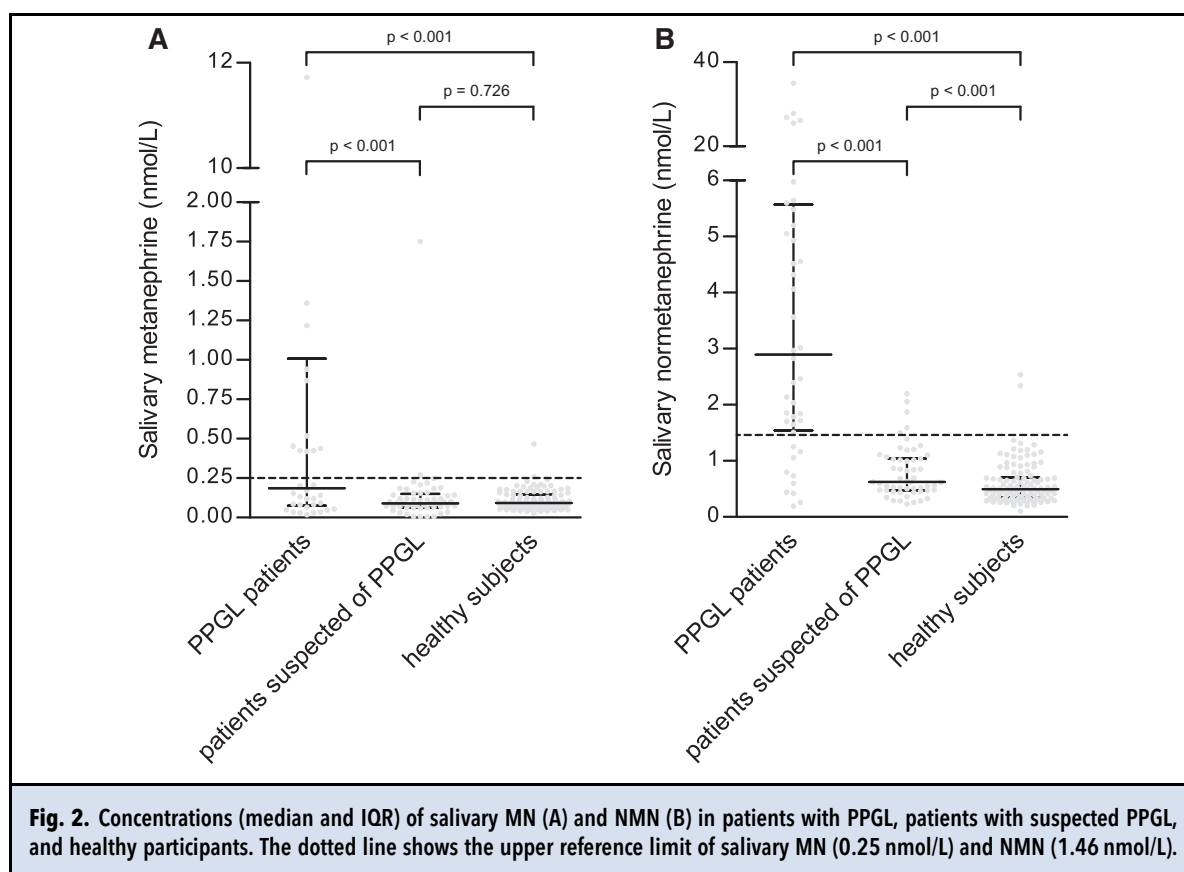 A
p < 0.001
p = 0.726
p < 0.001
Salivary metanephrine (nmol/L)
12
10
2.00
1.75
1.50
1.25
1.00
0.75
0.50
0.25
0.00
PPGL patients
patients suspected of PPGL
healthy subjects
B
p < 0.001
p < 0.001
p < 0.001
Salivary normetanephrine (nmol/L)
40
20
6
5
4
3
2
1
0
PPGL patients
patients suspected of PPGL
healthy subjects
Fig. 2. Concentrations (median and IQR) of salivary MN (A) and NMN (B) in patients with PPGL, patients with suspected PPGL,
and healthy participants. The dotted line shows the upper reference limit of salivary MN (0.25 nmol/L) and NMN (1.46 nmol/L).